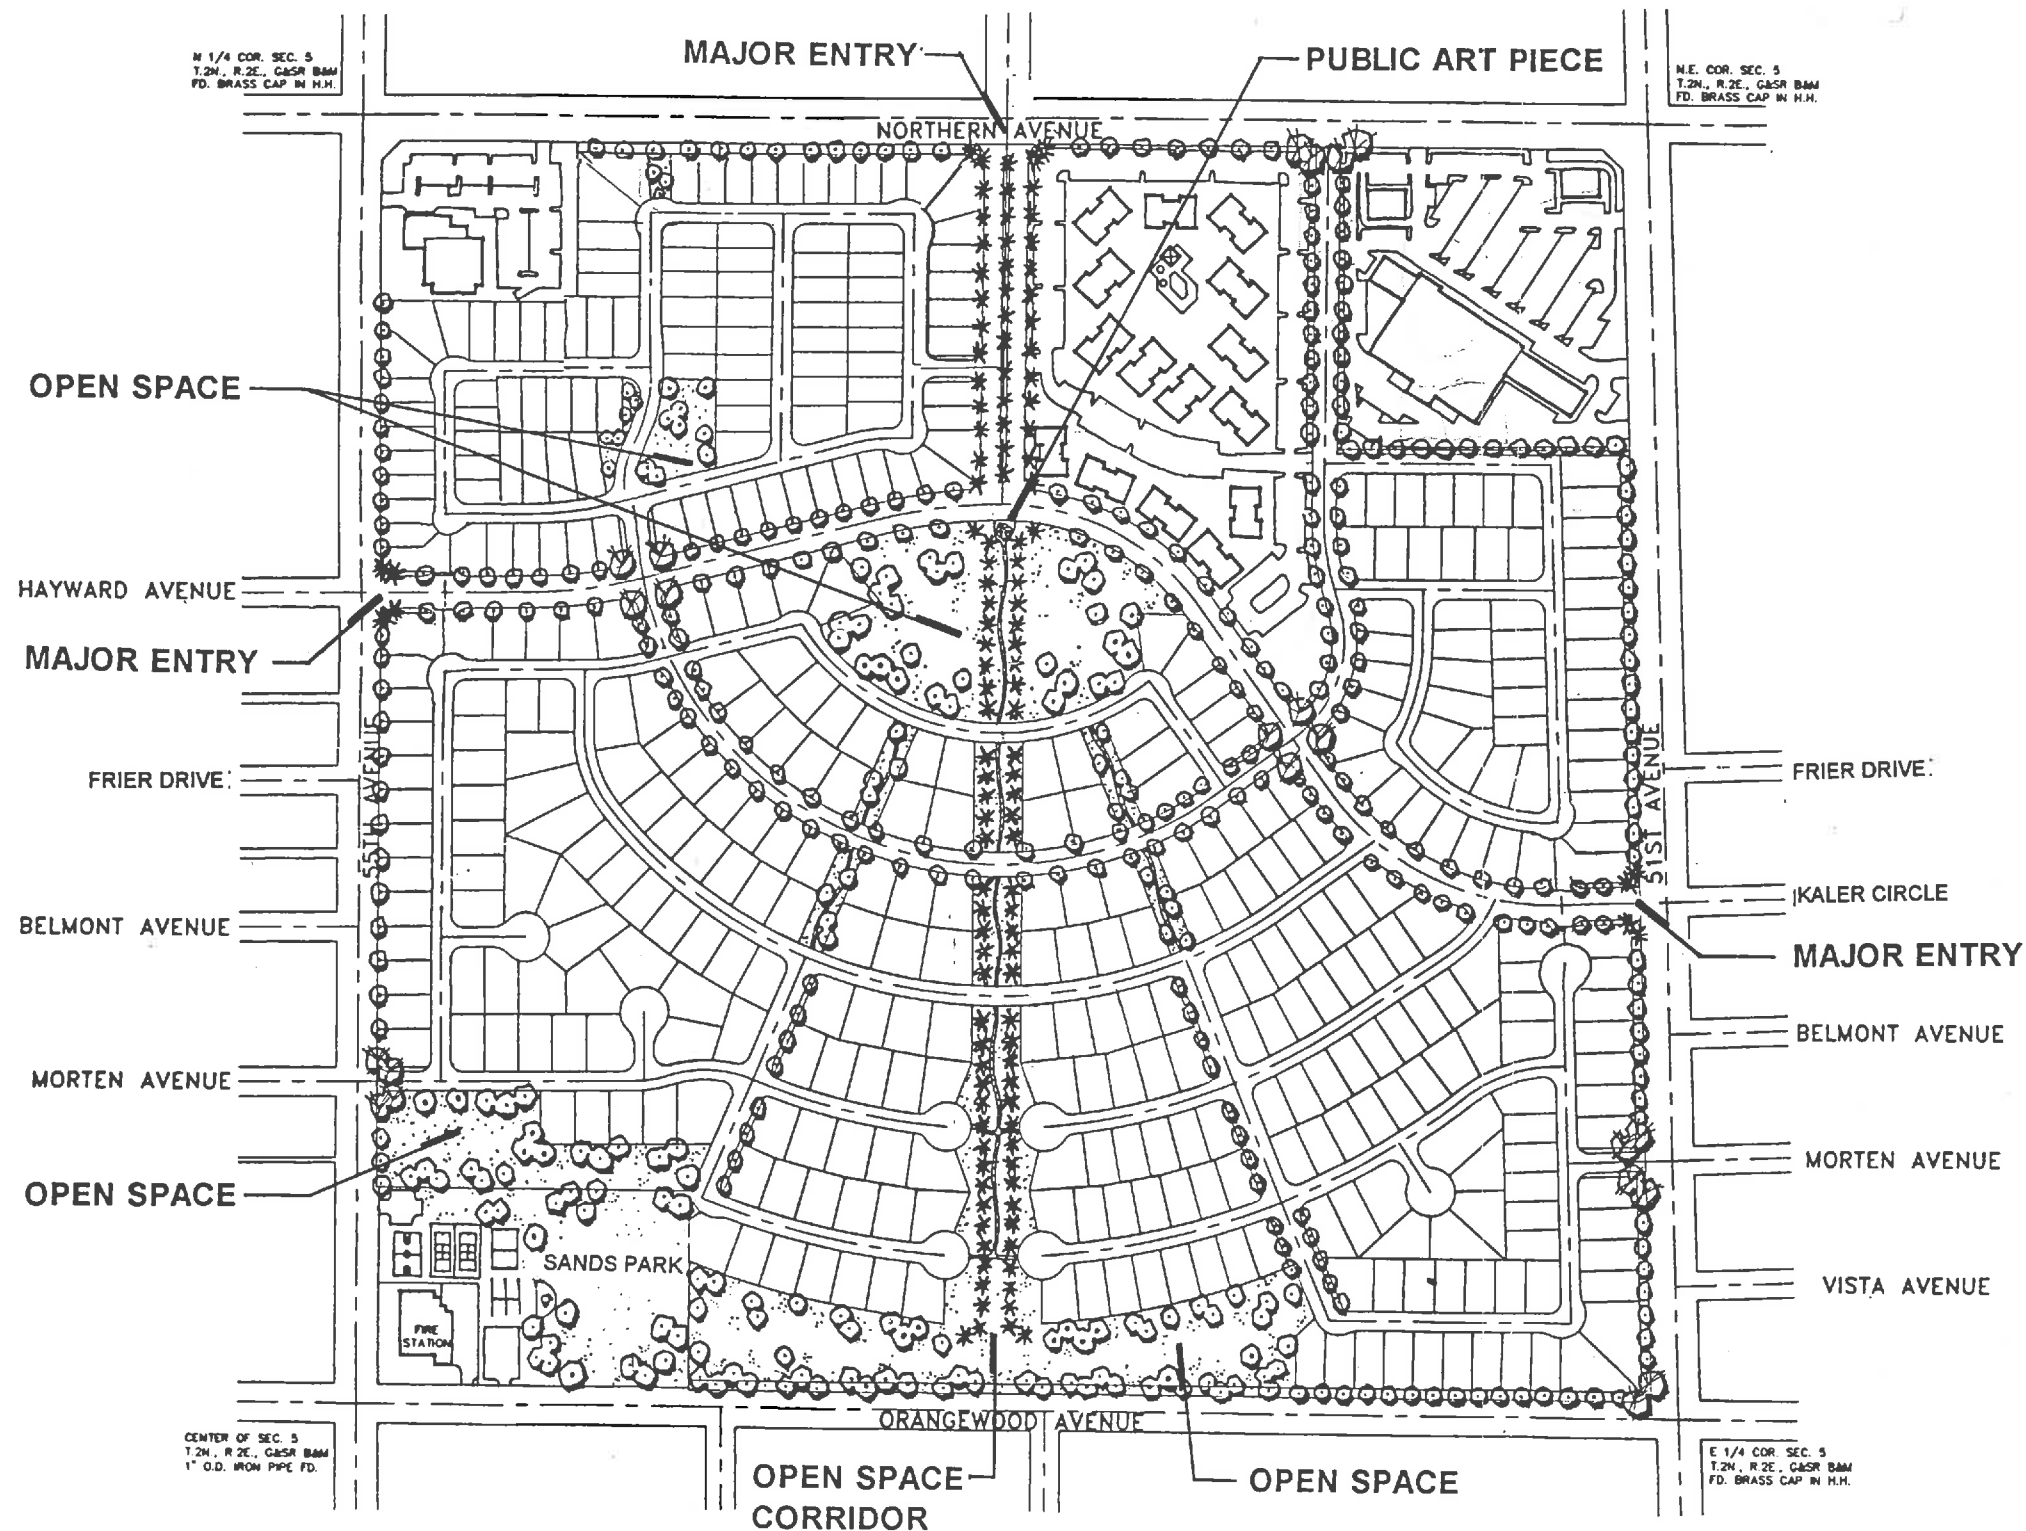 MAJOR ENTRY
PUBLIC ART PIECE
N 1/4 COR. SEC. 5
T.2N., R.2E., G&SR B&M
FD. BRASS CAP IN H.H.
N.E. COR. SEC. 5
T.2N., R.2E., G&SR B&M
FD. BRASS CAP IN H.H.
NORTHERN AVENUE
OPEN SPACE
HAYWARD AVENUE
MAJOR ENTRY
55TH AVENUE
51ST AVENUE
FRIER DRIVE
FRIER DRIVE
KALER CIRCLE
BELMONT AVENUE
MAJOR ENTRY
BELMONT AVENUE
MORTEN AVENUE
MORTEN AVENUE
OPEN SPACE
SANDS PARK
VISTA AVENUE
FIRE
STATION
ORANGEWOOD AVENUE
CENTER OF SEC. 5
T.2N., R.2E., G&SR B&M
1" O.D. IRON PIPE FD.
E 1/4 COR. SEC. 5
T.2N., R.2E., G&SR B&M
FD. BRASS CAP IN H.H.
OPEN SPACE
CORRIDOR
OPEN SPACE